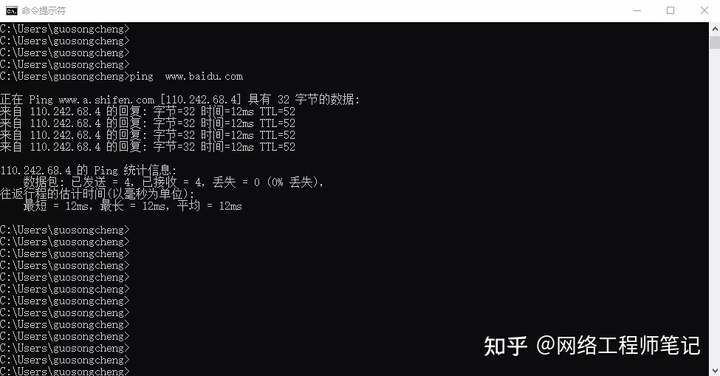 命令提示符
C:\Users\guosongcheng>
C:\Users\guosongcheng>
C:\Users\guosongcheng>
C:\Users\guosongcheng>
C:\Users\guosongcheng>ping  www.baidu.com
正在 Ping www.a.shifen.com [110.242.68.4] 具有 32 字节的数据:
来自 110.242.68.4 的回复: 字节=32 时间=12ms TTL=52
来自 110.242.68.4 的回复: 字节=32 时间=12ms TTL=52
来自 110.242.68.4 的回复: 字节=32 时间=12ms TTL=52
来自 110.242.68.4 的回复: 字节=32 时间=12ms TTL=52
110.242.68.4 的 Ping 统计信息:
数据包: 已发送 = 4, 已接收 = 4, 丢失 = 0 (0% 丢失),
往返行程的估计时间(以毫秒为单位):
最短 = 12ms, 最长 = 12ms, 平均 = 12ms
C:\Users\guosongcheng>
C:\Users\guosongcheng>
C:\Users\guosongcheng>
C:\Users\guosongcheng>
C:\Users\guosongcheng>
C:\Users\guosongcheng>
C:\Users\guosongcheng>
C:\Users\guosongcheng>
C:\Users\guosongcheng>
C:\Users\guosongcheng>
C:\Users\guosongcheng>
C:\Users\guosongcheng>
C:\Users\guosongcheng>
知乎 @网络工程师笔记